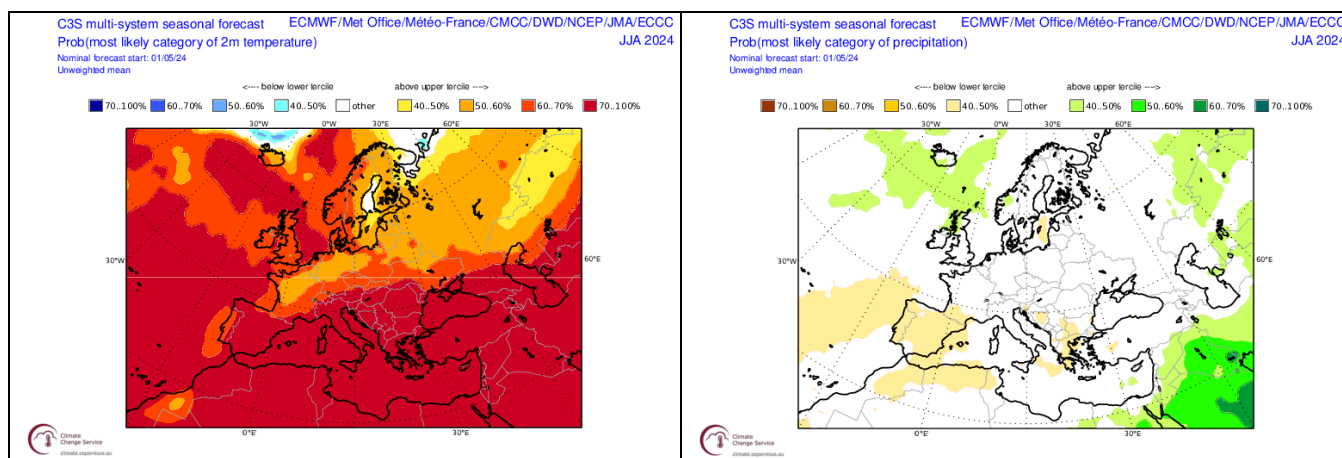 C3S multi-system seasonal forecast ECMWF/Met Office/Météo-France/CMCC/DWD/NCEP/JMA/ECCC
Prob(most likely category of 2m temperature) JJA 2024
Nominal forecast start: 01/05/24
Unweighted mean
<---- below lower tercile above upper tercile ---->
70..100% 60..70% 50..60% 40..50% other 40..50% 50..60% 60..70% 70..100%
30°W 0°W 30°E 60°E
30°W 60°E
0°E 30°E
Climate
Change Service
climate.copernicus.eu
C3S multi-system seasonal forecast ECMWF/Met Office/Météo-France/CMCC/DWD/NCEP/JMA/ECCC
Prob(most likely category of precipitation) JJA 2024
Nominal forecast start: 01/05/24
Unweighted mean
<---- below lower tercile above upper tercile ---->
70..100% 60..70% 50..60% 40..50% other 40..50% 50..60% 60..70% 70..100%
30°W 0°W 30°E 60°E
30°W 60°E
0°E 30°E
Climate
Change Service
climate.copernicus.eu